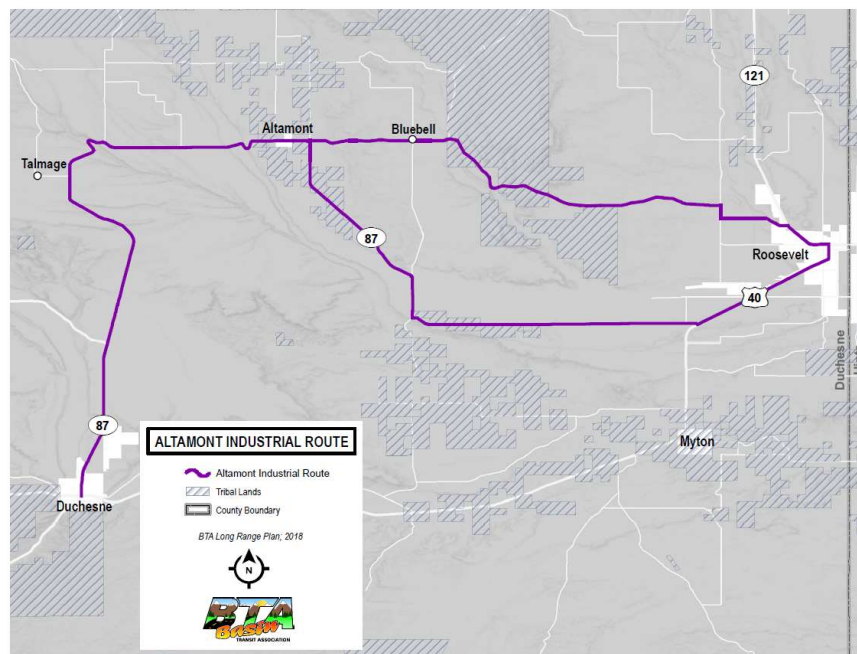 121
Altamont
Bluebell
Talmage
87
Roosevelt
40
Duchesne
87
ALTAMONT INDUSTRIAL ROUTE
Altamont Industrial Route
Tribal Lands
County Boundary
BTA Long Range Plan; 2018
N
BTA
Basin
TRANSIT ASSOCIATION
Myton
Duchesne